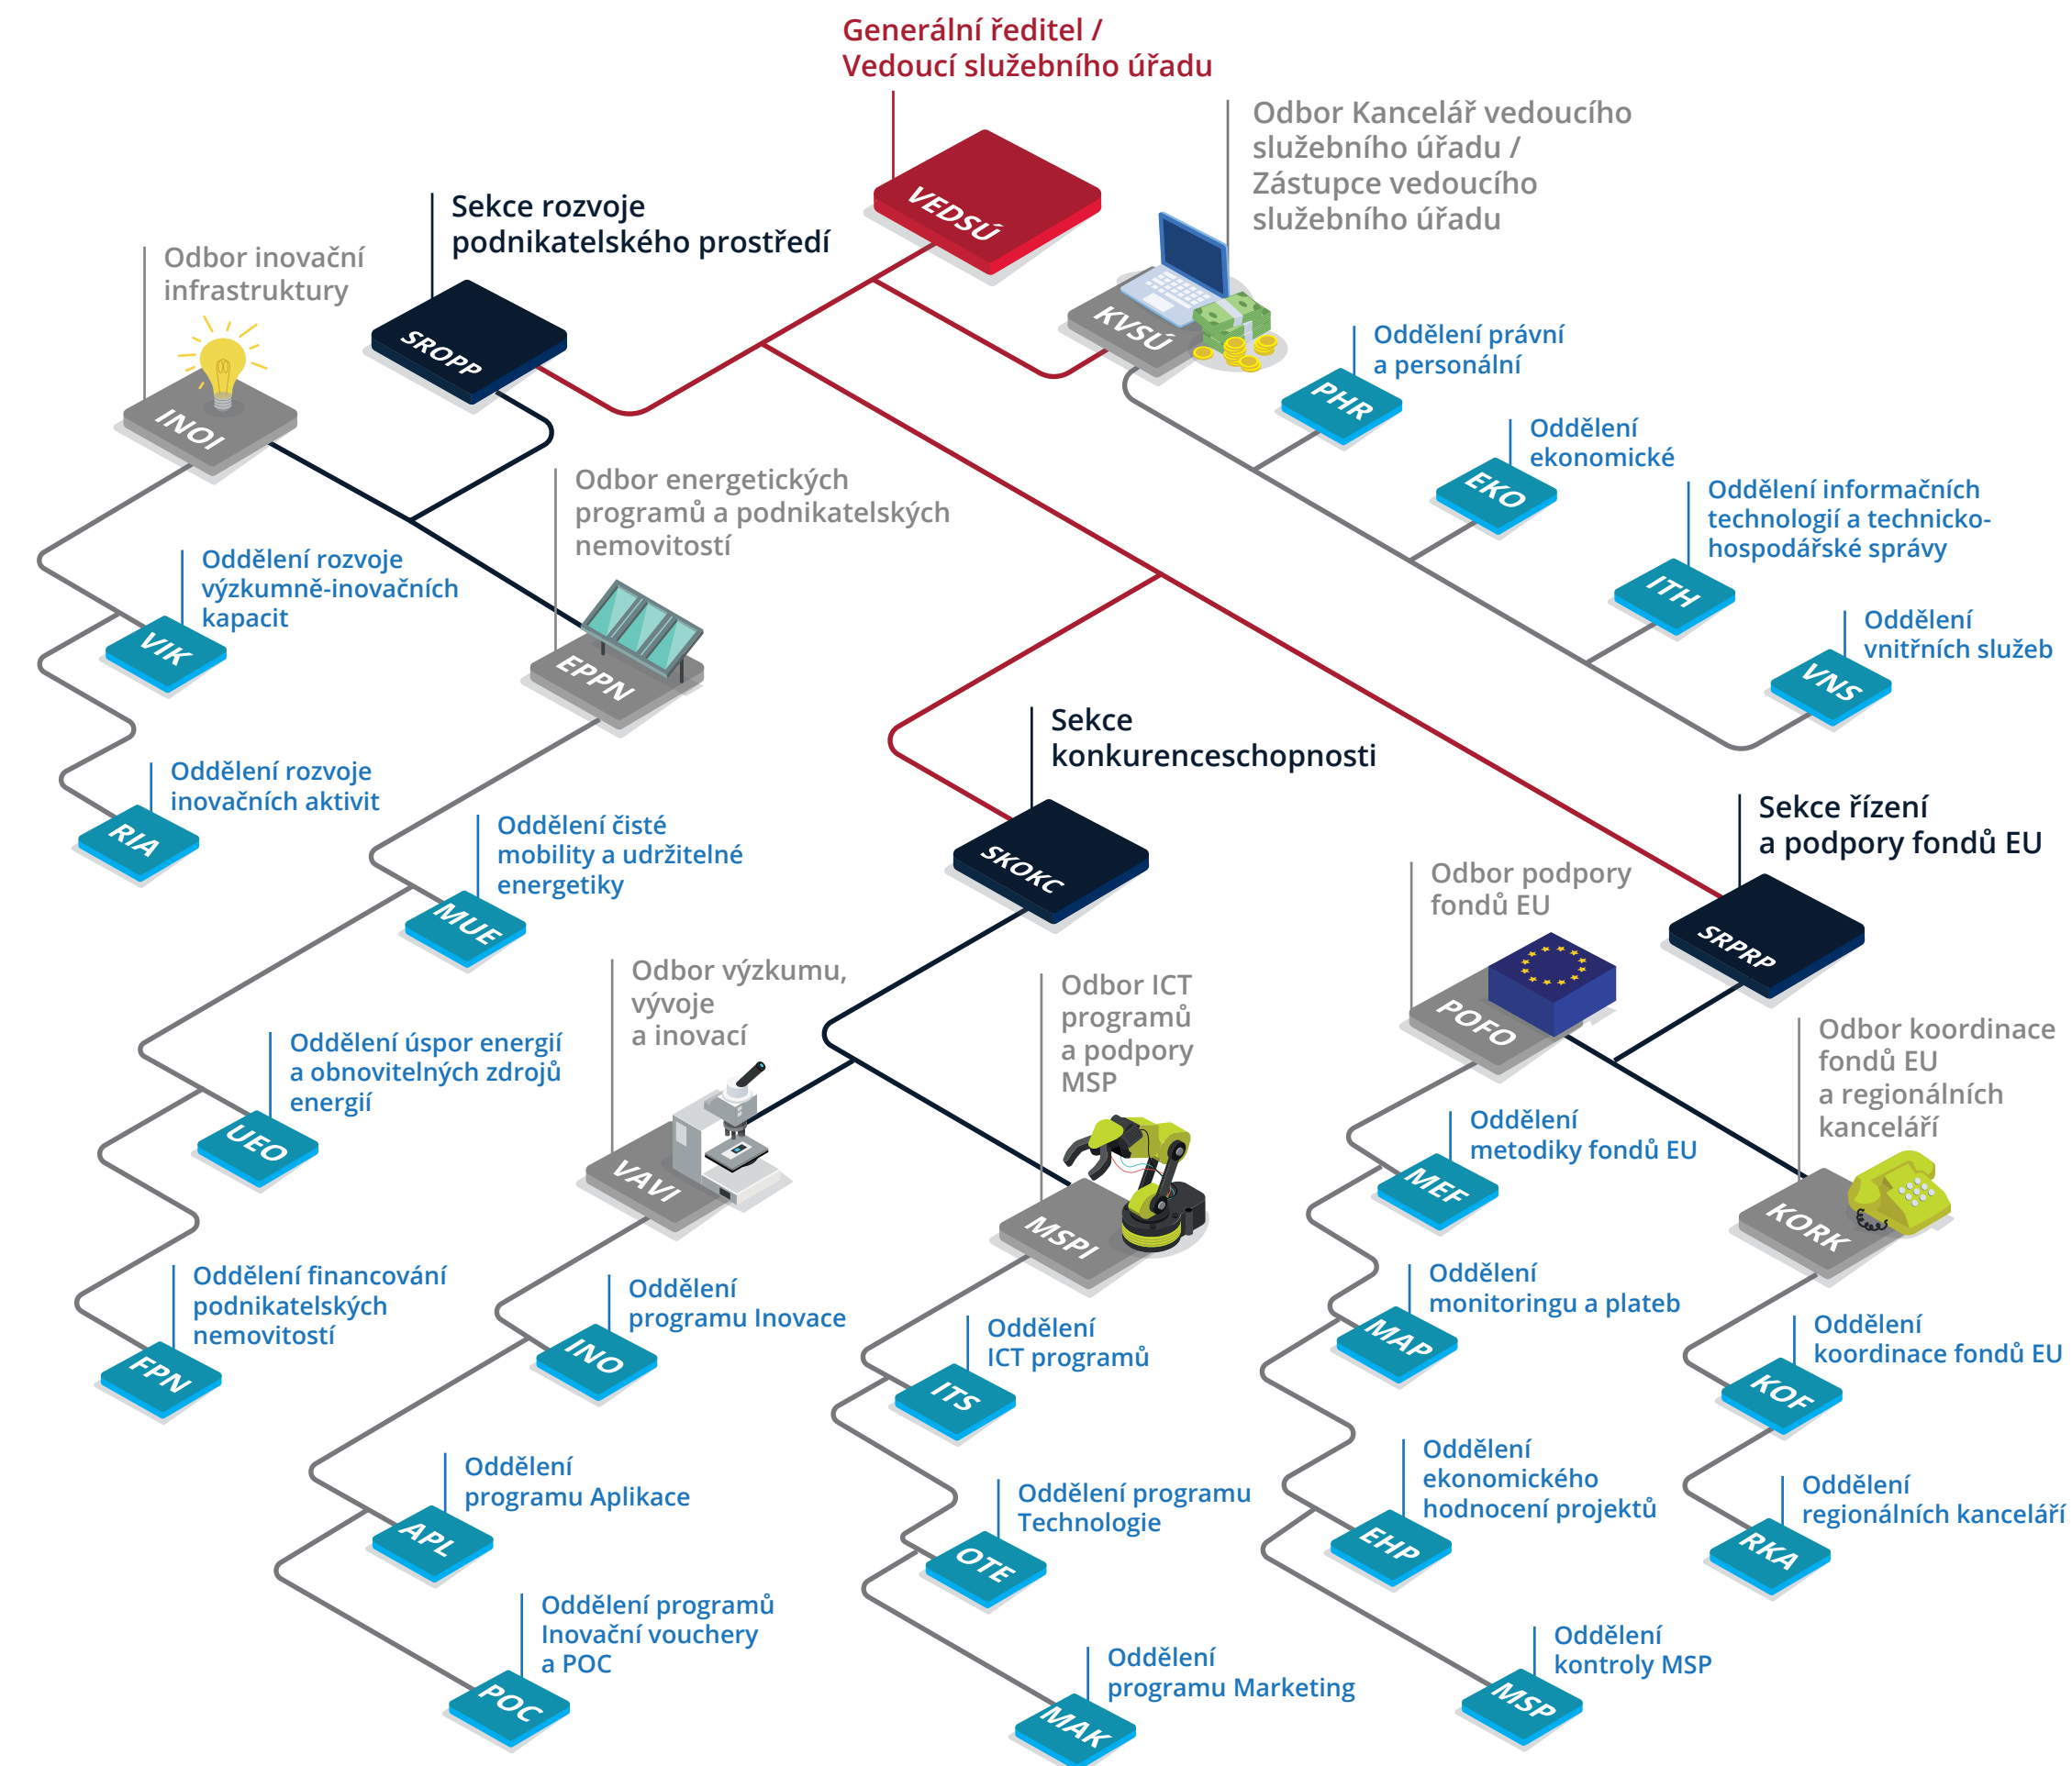 Generální ředitel /
Vedoucí služebního úřadu
VEDSÚ
Odbor Kancelář vedoucího
služebního úřadu /
Zástupce vedoucího
služebního úřadu
KVSÚ
Sekce rozvoje
podnikatelského prostředí
SROPP
Odbor inovační
infrastruktury
INOI
Oddělení právní
a personální
PHR
Oddělení
ekonomické
EKO
Oddělení informačních
technologií a technicko-
hospodářské správy
ITH
Oddělení
vnitřních služeb
VNS
Odbor energetických
programů a podnikatelských
nemovitostí
EPPN
Oddělení rozvoje
výzkumně-inovačních
kapacit
VIK
Oddělení rozvoje
inovačních aktivit
RIA
Oddělení čisté
mobility a udržitelné
energetiky
MUE
Oddělení úspor energií
a obnovitelných zdrojů
energií
UEO
Oddělení financování
podnikatelských
nemovitostí
FPN
Sekce
konkurenceschopnosti
SKOKC
Odbor výzkumu,
vývoje
a inovací
VAVI
Oddělení
programu Inovace
INO
Oddělení
programu Aplikace
APL
Oddělení programů
Inovační vouchery
a POC
POC
Odbor ICT
programů
a podpory
MSP
MSPI
Oddělení
ICT programů
ITS
Oddělení programu
Technologie
OTE
Oddělení
programu Marketing
MAK
Sekce řízení
a podpory fondů EU
SRPRP
Odbor podpory
fondů EU
POFO
Oddělení
metodiky fondů EU
MEF
Oddělení
monitoringu a plateb
MAP
Oddělení
ekonomického
hodnocení projektů
EHP
Oddělení
kontroly MSP
MSP
Odbor koordinace
fondů EU
a regionálních
kanceláří
KORK
Oddělení
koordinace fondů EU
KOF
Oddělení
regionálních kanceláří
RKA